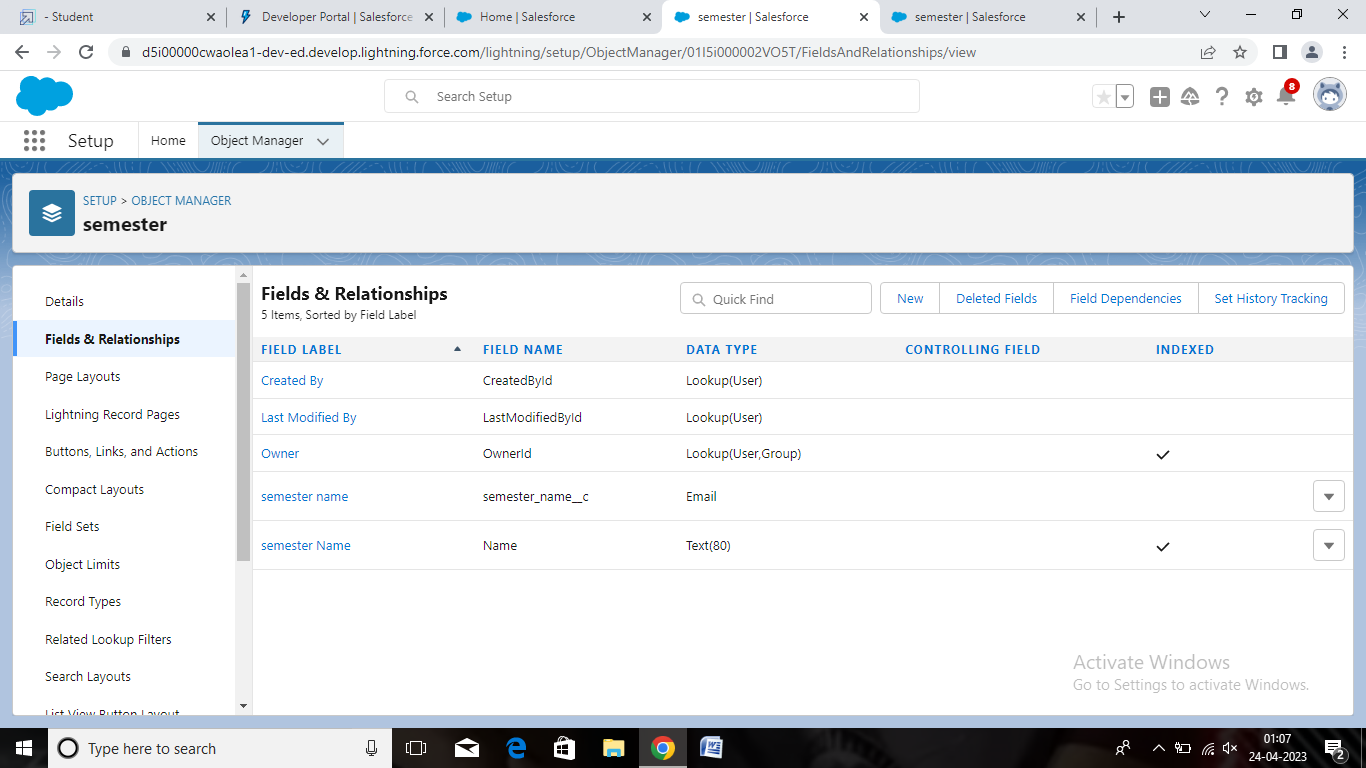 - Student
Developer Portal | Salesforce
Home | Salesforce
semester | Salesforce
semester | Salesforce
d5i00000cwaolea1-dev-ed.develop.lightning.force.com/lightning/setup/ObjectManager/01I5i000002VO5T/FieldsAndRelationships/view
Search Setup
8
Setup
Home
Object Manager
SETUP > OBJECT MANAGER
semester
Details
Fields & Relationships
Page Layouts
Lightning Record Pages
Buttons, Links, and Actions
Compact Layouts
Field Sets
Object Limits
Record Types
Related Lookup Filters
Search Layouts
List View Button Layout
Fields & Relationships
5 Items, Sorted by Field Label
Quick Find
New
Deleted Fields
Field Dependencies
Set History Tracking
FIELD LABEL FIELD NAME DATA TYPE CONTROLLING FIELD INDEXED
Created By CreatedById Lookup(User)
Last Modified By LastModifiedById Lookup(User)
Owner OwnerId Lookup(User,Group)
semester name semester_name__c Email
semester Name Name Text(80)
Activate Windows
Go to Settings to activate Windows.
Type here to search
01:07
24-04-2023
2